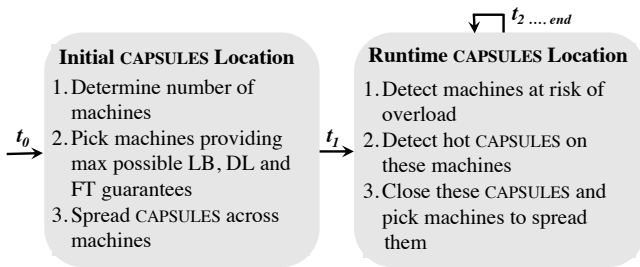 t2 .... end
Initial CAPSULES Location
1. Determine number of
machines
2. Pick machines providing
max possible LB, DL and
FT guarantees
3. Spread CAPSULES across
machines
t0
t1
Runtime CAPSULES Location
1. Detect machines at risk of
overload
2. Detect hot CAPSULES on
these machines
3. Close these CAPSULES and
pick machines to spread
them